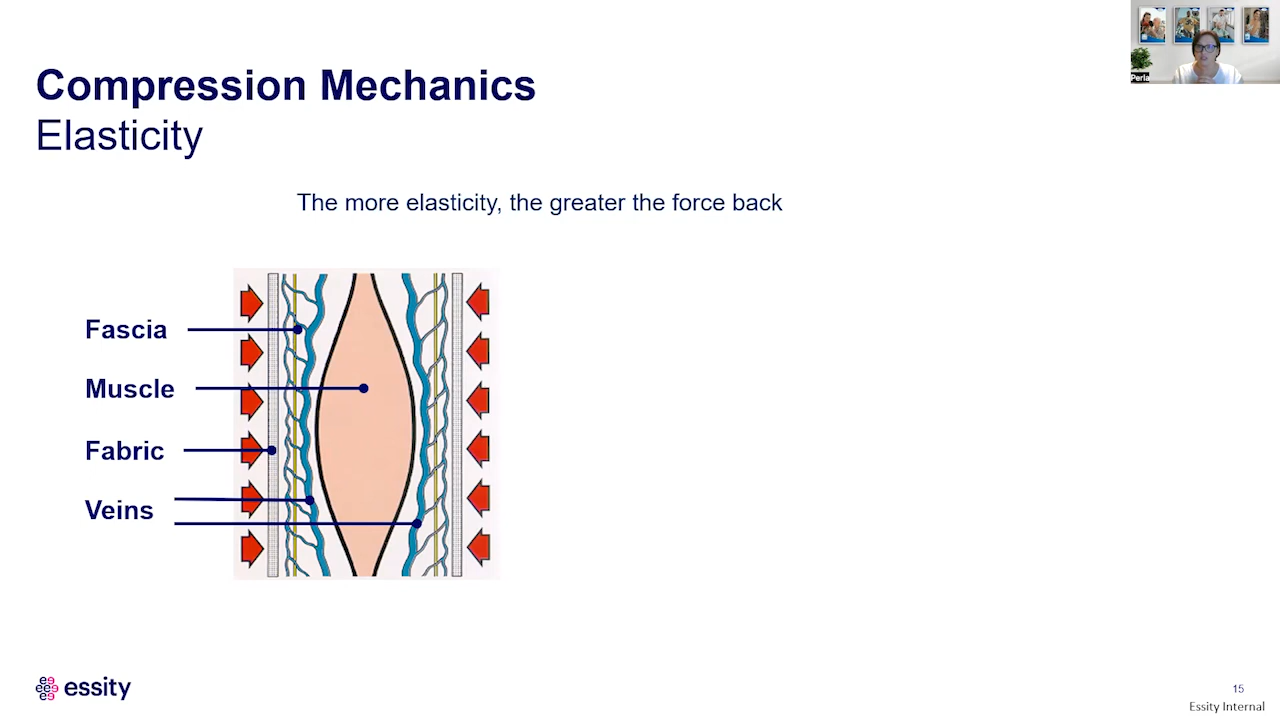 Perla
Compression Mechanics
Elasticity
The more elasticity, the greater the force back
Fascia
Muscle
Fabric
Veins
essity
15
Essity Internal